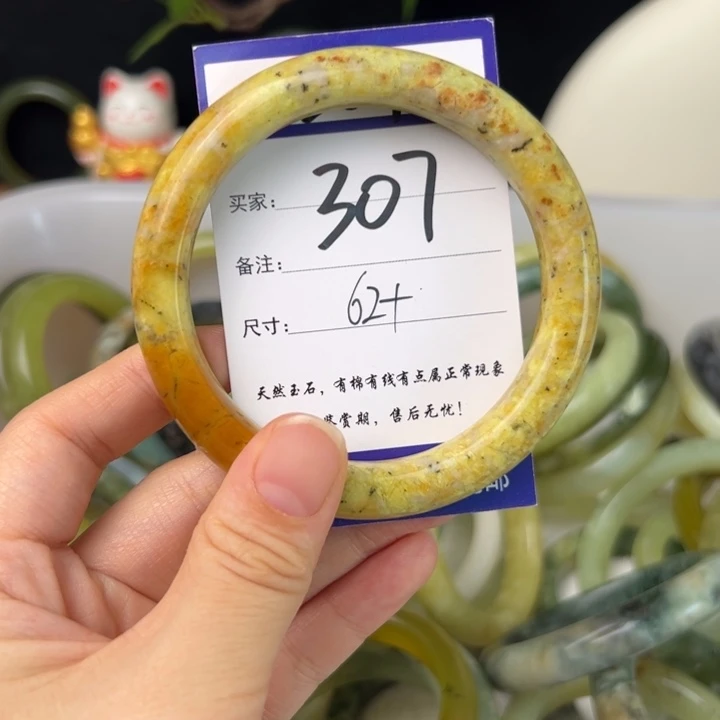 买家: 307
备注:
尺寸: 62+
天然玉石，有棉有线有点属正常现象
鉴赏期，售后无忧！